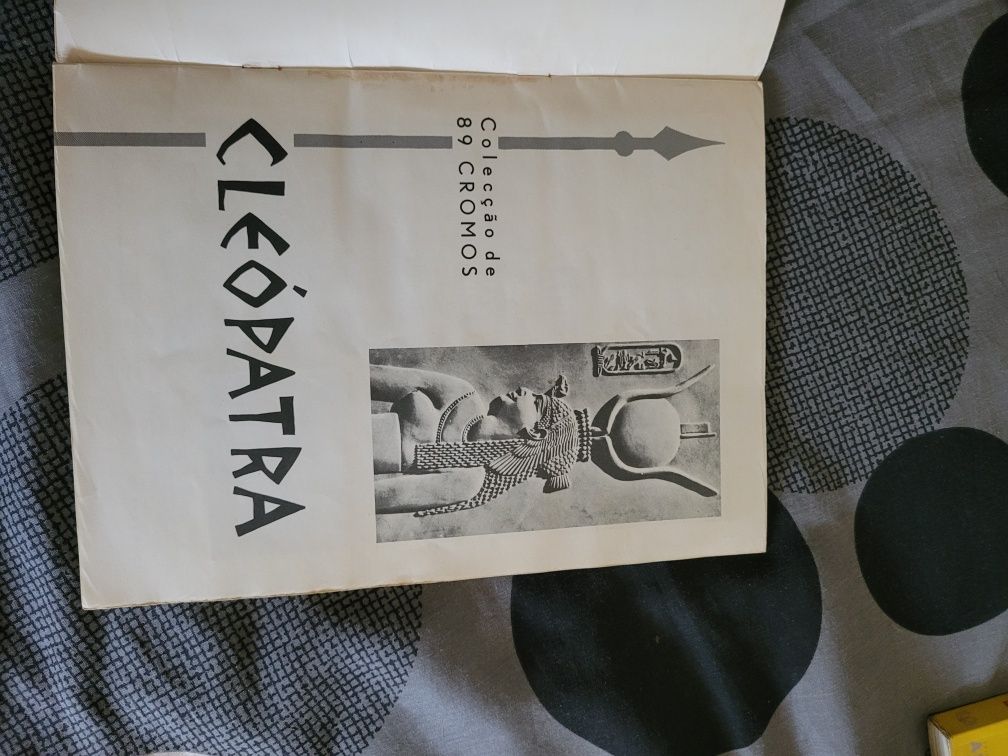 Colecção de
89 CROMOS
CLEÓPATRA